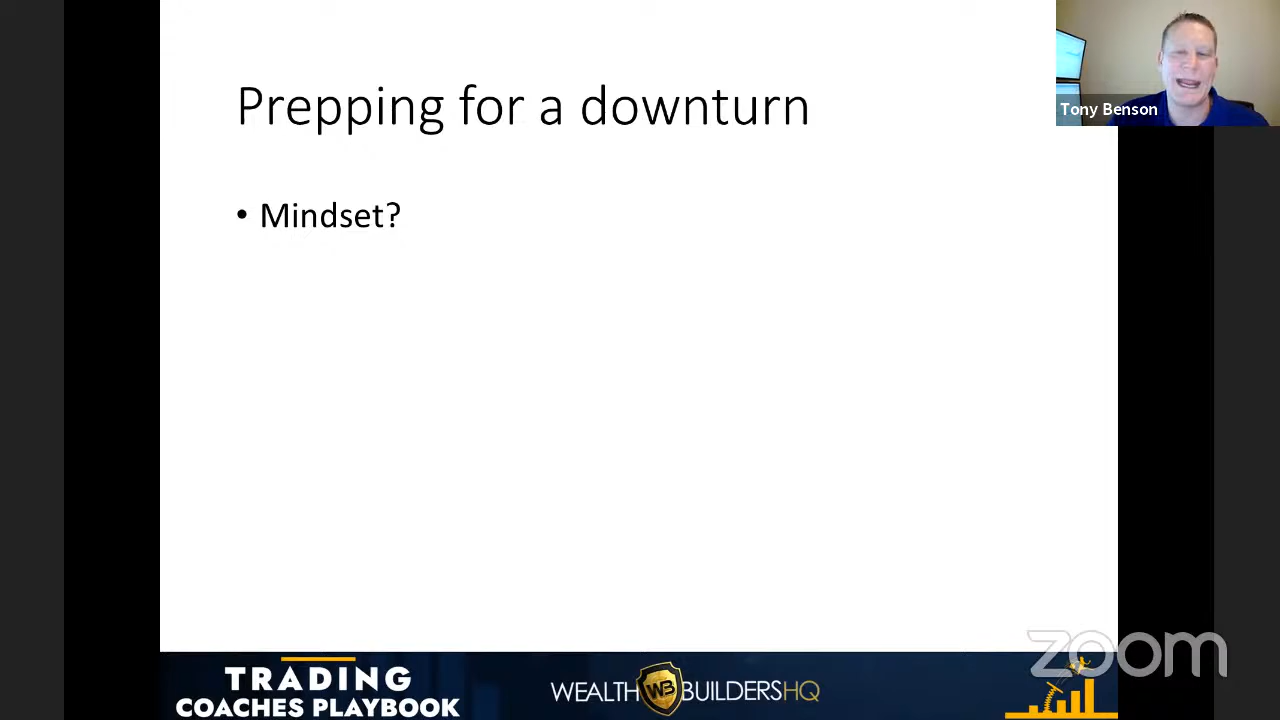 Prepping for a downturn
Tony Benson
• Mindset?
zoom
TRADING
COACHES PLAYBOOK
WEALTH WB BUILDERSHQ